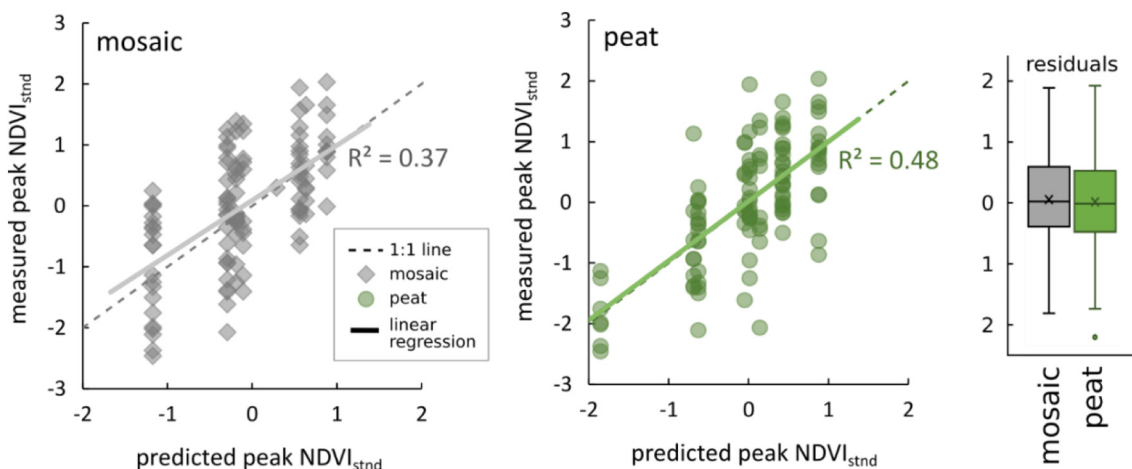 mosaic
3
2
1
0
-1
-2
-3
measured peak NDVIstnd
R² = 0.37
1:1 line
mosaic
peat
linear
regression
-2
-1
0
1
2
predicted peak NDVIstnd
peat
3
2
1
0
-1
-2
-3
measured peak NDVIstnd
R² = 0.48
-2
-1
0
1
2
predicted peak NDVIstnd
residuals
2
1
0
1
2
mosaic
peat